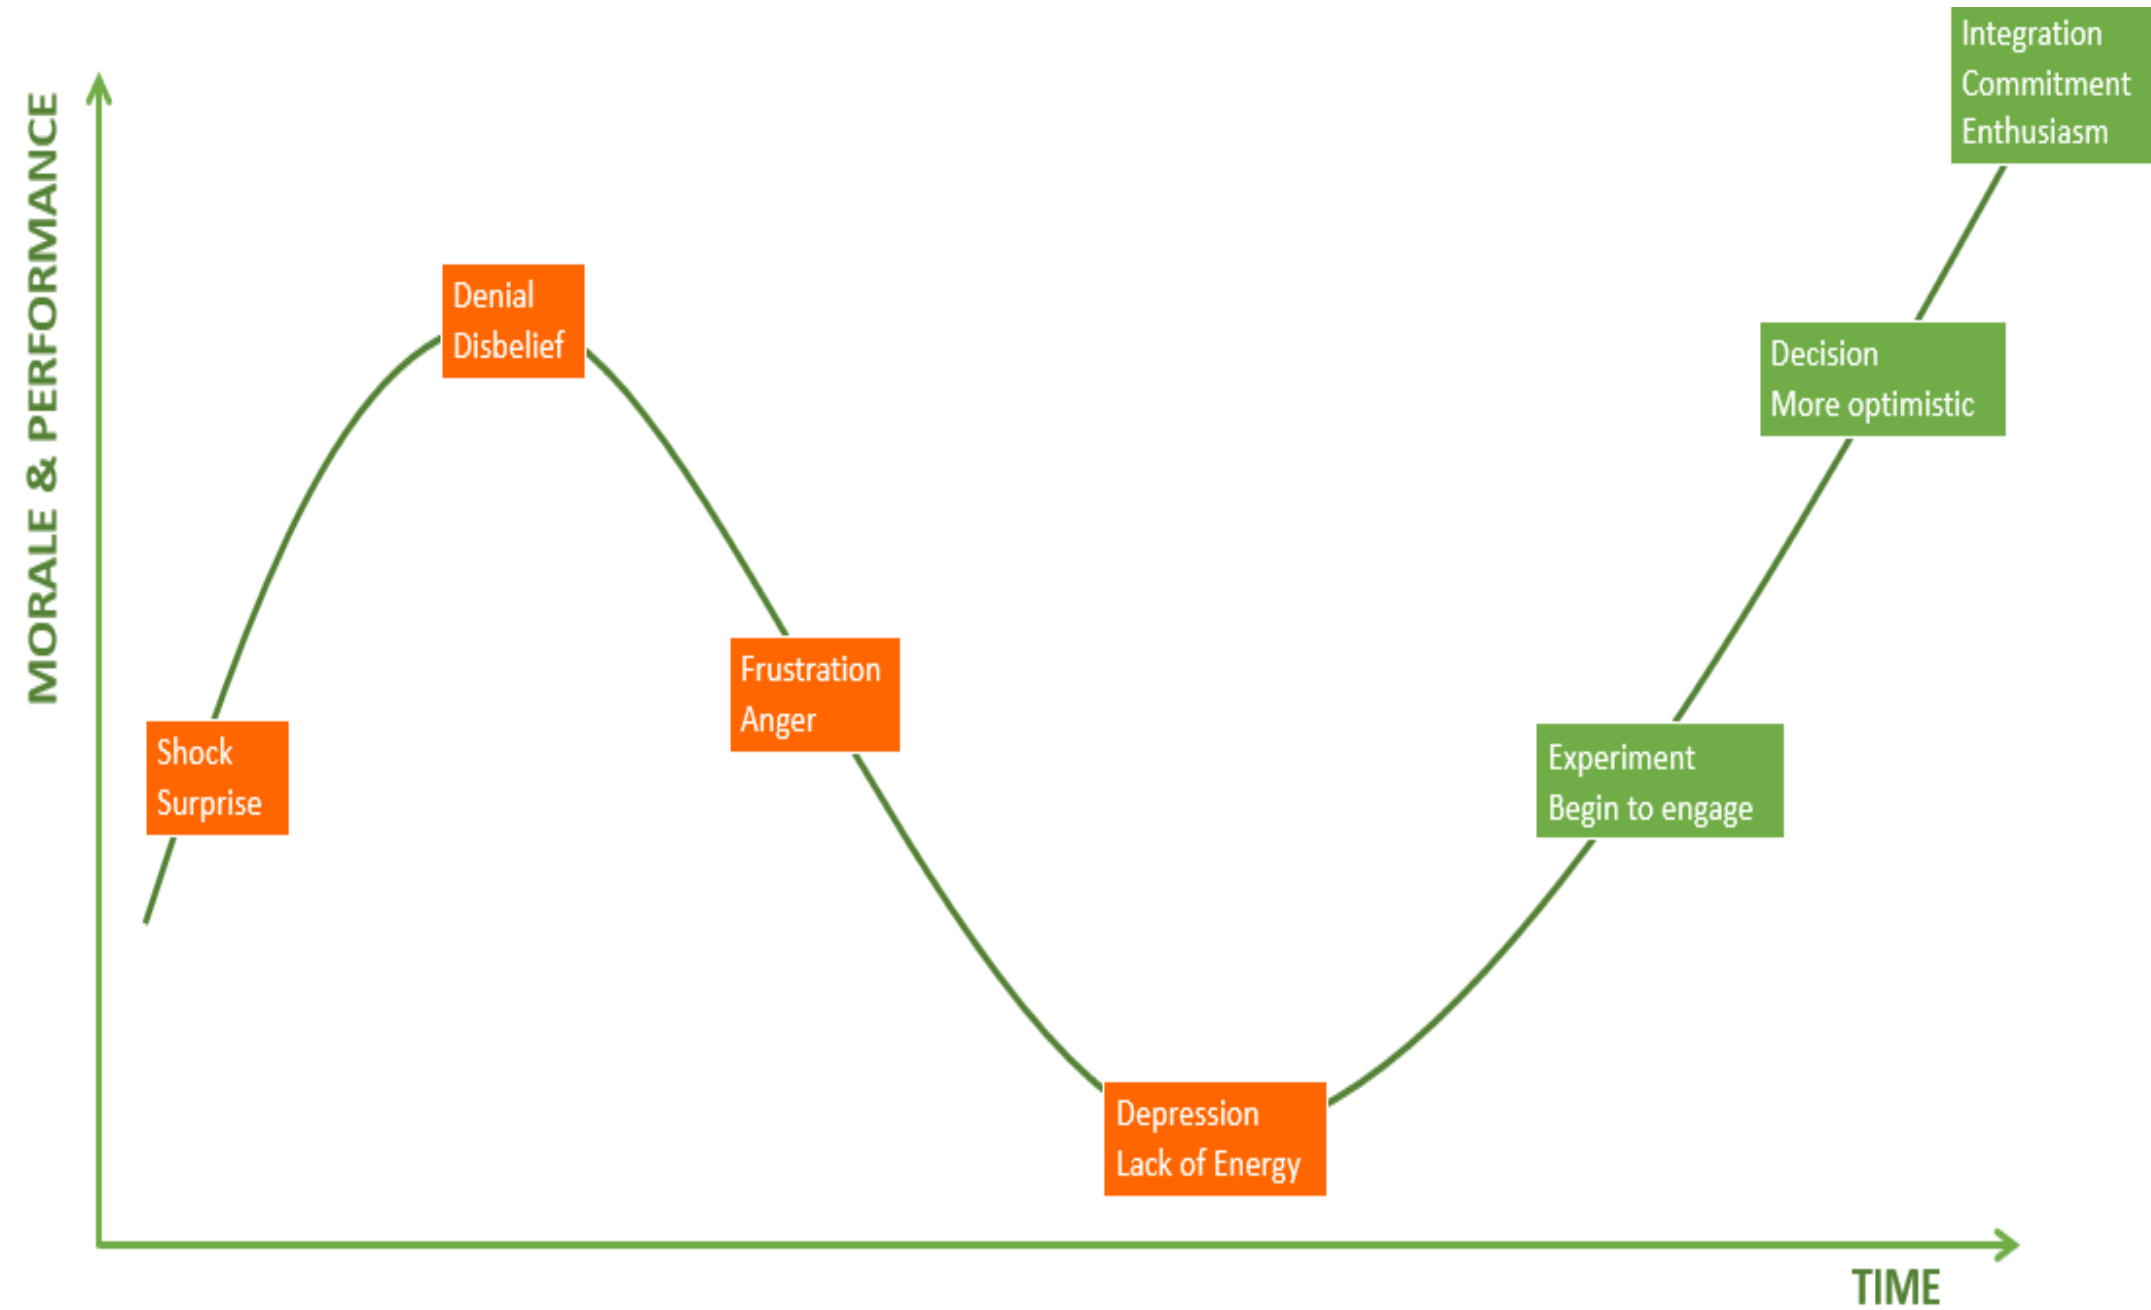 MORALE & PERFORMANCE
Shock
Surprise
Denial
Disbelief
Frustration
Anger
Depression
Lack of Energy
Experiment
Begin to engage
Decision
More optimistic
Integration
Commitment
Enthusiasm
TIME